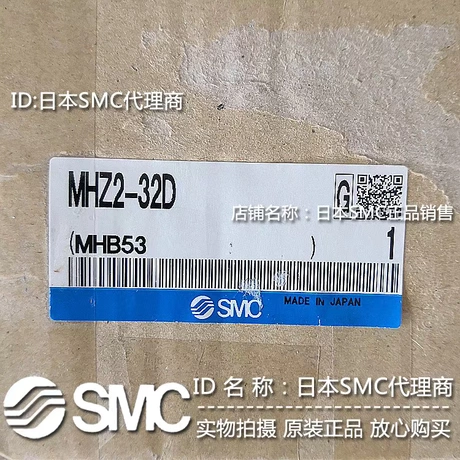 ID:日本SMC代理商
MHZ2-32D
G
店铺名称：日本SMC正品销售
(MHB53 ) 1
SMC MADE IN JAPAN
SMC ID 名 称：日本SMC代理商
实物拍摄 原装正品 放心购买